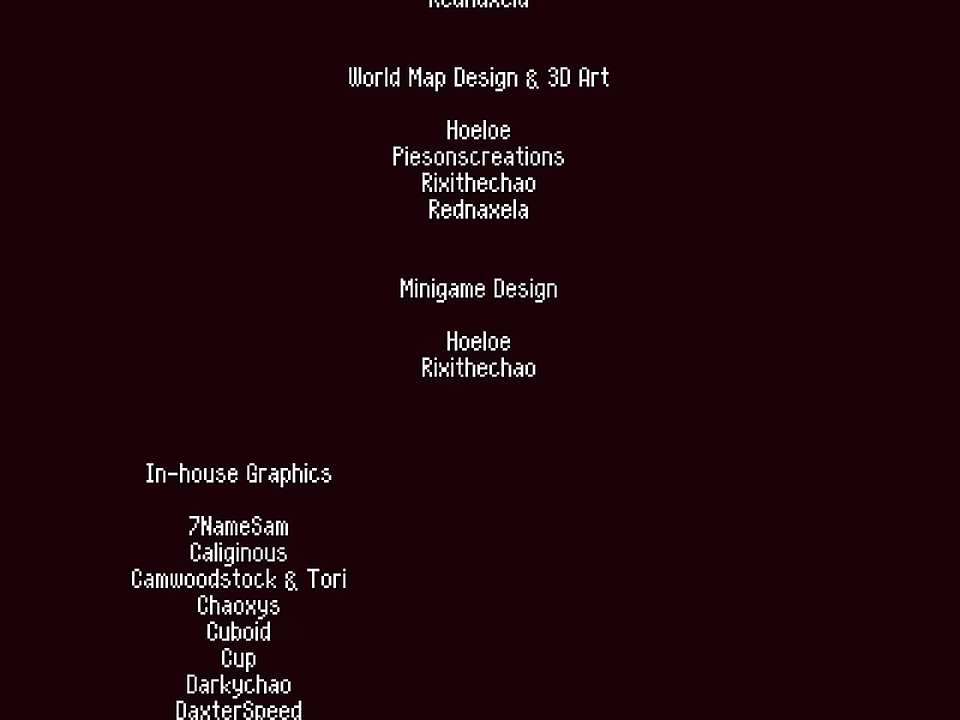 Rednaxela
World Map Design & 3D Art
Hoeloe
Piesonscreations
Rixithechao
Rednaxela
Minigame Design
Hoeloe
Rixithechao
In-house Graphics
7NameSam
Caliginous
Camwoodstock & Tori
Chaoxys
Cuboid
Cup
Darkychao
DaxterSpeed